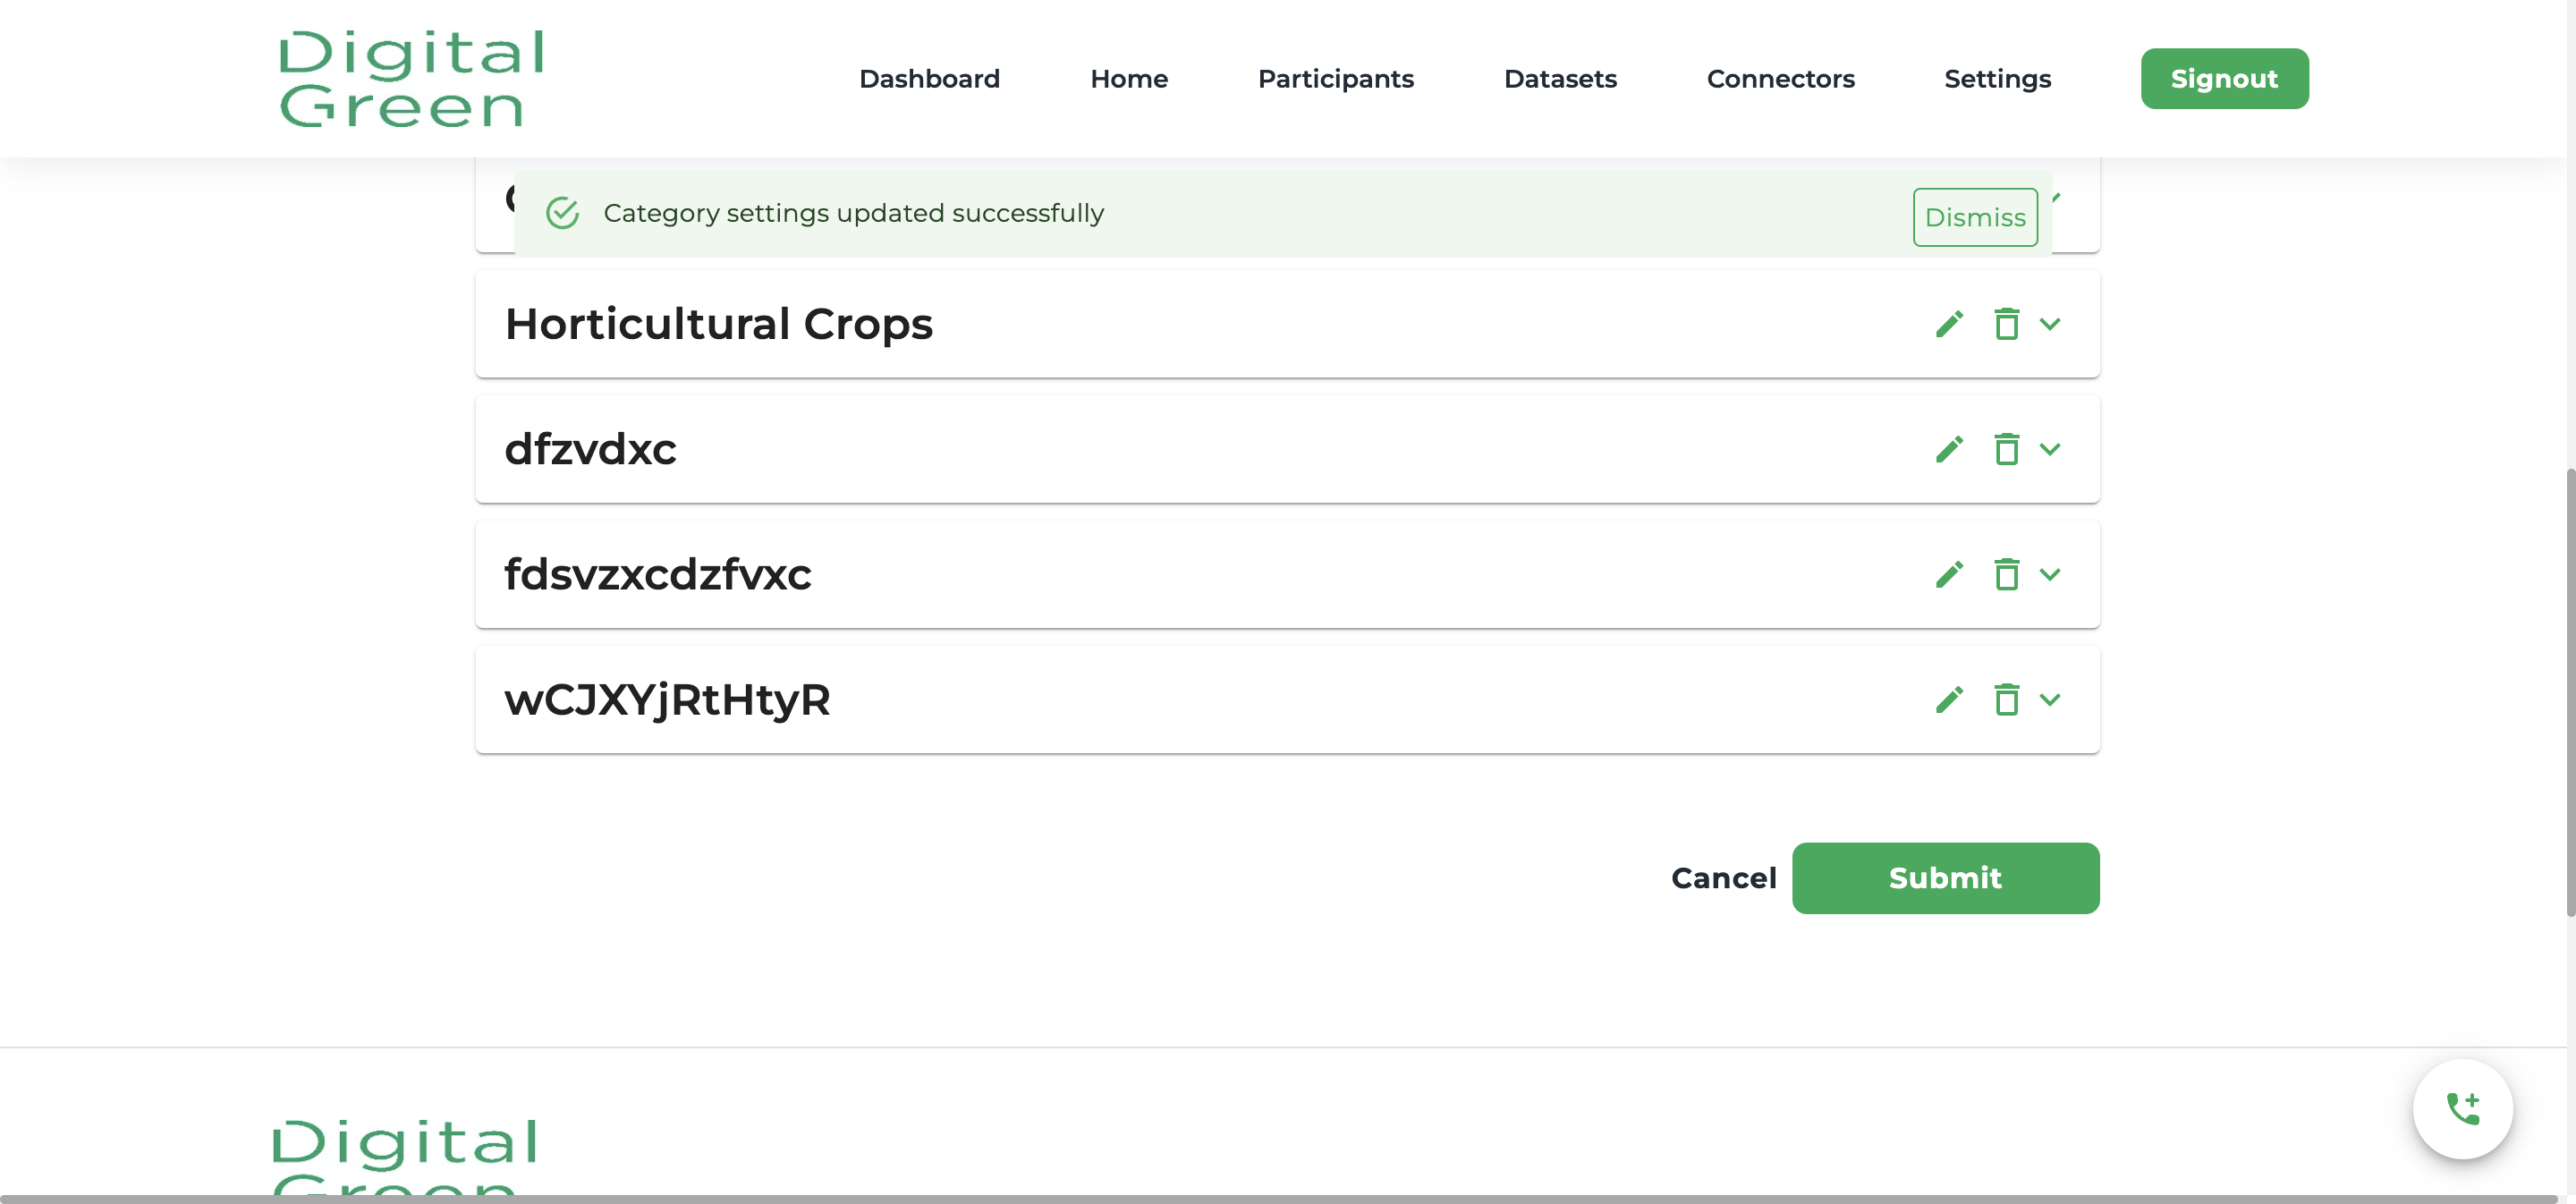 Digital
Green
Dashboard
Home
Participants
Datasets
Connectors
Settings
Signout
Category settings updated successfully
Dismiss
Horticultural Crops
dfzvdxc
fdsvzxcdzfvxc
wCJXYjRtHtyR
Cancel
Submit
Digital
Green